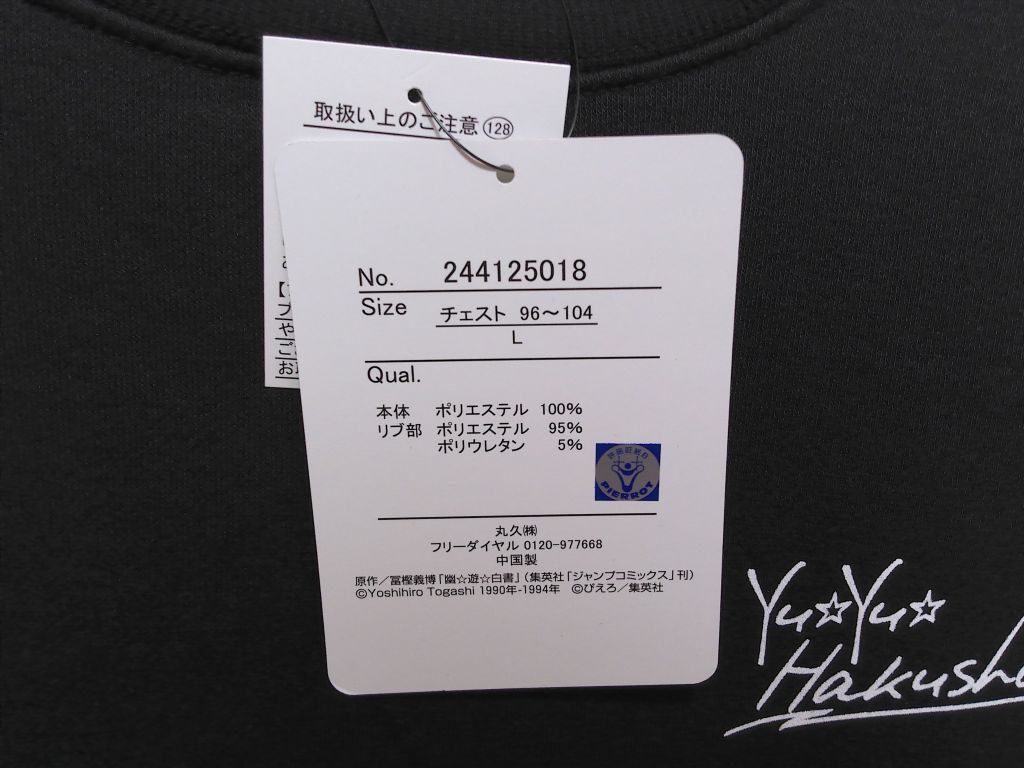 取扱い上のご注意 128
No. 244125018
Size チェスト 96～104
L
Qual.
本体 ポリエステル 100%
リブ部 ポリエステル 95%
ポリウレタン 5%
許諾証紙B
PIERROT
丸久㈱
フリーダイヤル 0120-977668
中国製
原作／冨樫義博「幽☆遊☆白書」（集英社「ジャンプコミックス」刊）
©Yoshihiro Togashi 1990年-1994年 ©ぴえろ／集英社
Yu☆Yu☆